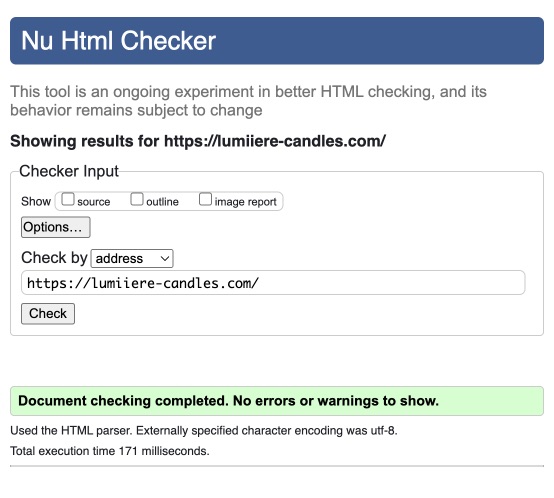 Nu Html Checker
This tool is an ongoing experiment in better HTML checking, and its
behavior remains subject to change
Showing results for https://lumiiere-candles.com/
Checker Input
Show source outline image report
Options...
Check by address
https://lumiiere-candles.com/
Check
Document checking completed. No errors or warnings to show.
Used the HTML parser. Externally specified character encoding was utf-8.
Total execution time 171 milliseconds.